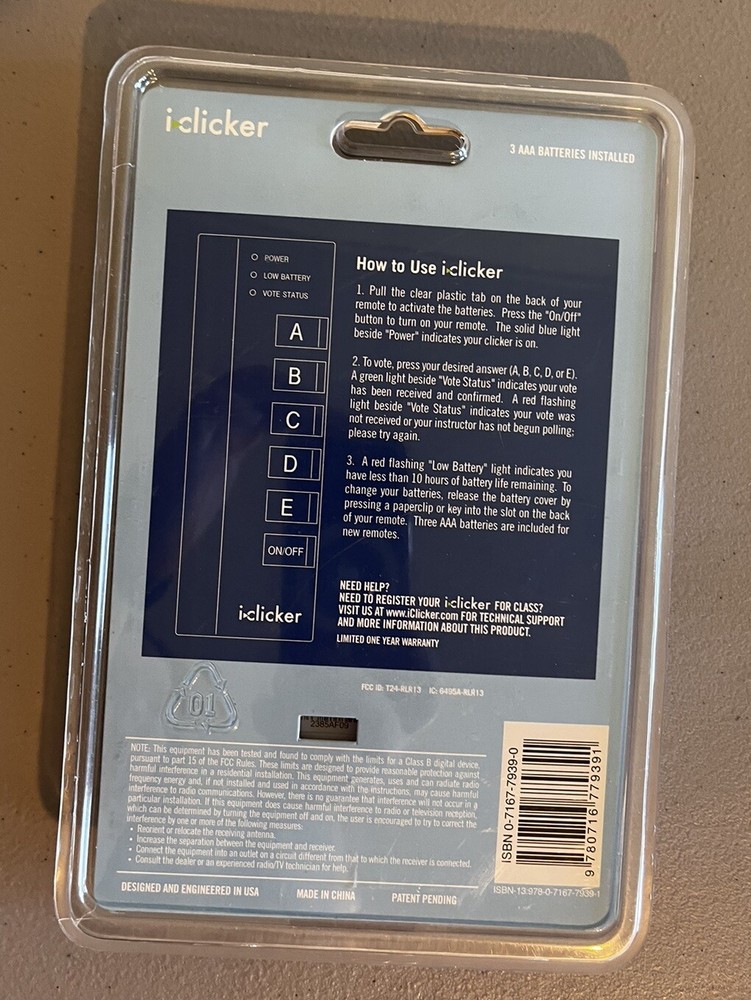 i>clicker
3 AAA BATTERIES INSTALLED
POWER
LOW BATTERY
VOTE STATUS
A
B
C
D
E
ON/OFF
i>clicker
How to Use i>clicker
1. Pull the clear plastic tab on the back of your
remote to activate the batteries. Press the "On/Off"
button to turn on your remote. The solid blue light
beside "Power" indicates your clicker is on.
2. To vote, press your desired answer (A, B, C, D, or E).
A green light beside "Vote Status" indicates your vote
has been received and confirmed. A red flashing
light beside "Vote Status" indicates your vote was
not received or your instructor has not begun polling;
please try again.
3. A red flashing "Low Battery" light indicates you
have less than 10 hours of battery life remaining. To
change your batteries, release the battery cover by
pressing a paperclip or key into the slot on the back
of your remote. Three AAA batteries are included for
new remotes.
NEED HELP?
NEED TO REGISTER YOUR i>clicker FOR CLASS?
VISIT US AT www.iClicker.com FOR TECHNICAL SUPPORT
AND MORE INFORMATION ABOUT THIS PRODUCT.
LIMITED ONE YEAR WARRANTY
FCC ID: T24-RLR13 IC: 6495A-RLR13
01
NOTE: This equipment has been tested and found to comply with the limits for a Class B digital device,
pursuant to part 15 of the FCC Rules. These limits are designed to provide reasonable protection against
harmful interference in a residential installation. This equipment generates, uses and can radiate radio
frequency energy and, if not installed and used in accordance with the instructions, may cause harmful
interference to radio communications. However, there is no guarantee that interference will not occur in a
particular installation. If this equipment does cause harmful interference to radio or television reception,
which can be determined by turning the equipment off and on, the user is encouraged to try to correct the
interference by one or more of the following measures:
• Reorient or relocate the receiving antenna.
• Increase the separation between the equipment and receiver.
• Connect the equipment into an outlet on a circuit different from that to which the receiver is connected.
• Consult the dealer or an experienced radio/TV technician for help.
DESIGNED AND ENGINEERED IN USA MADE IN CHINA PATENT PENDING
ISBN 0-7167-7939-0
9 780716 779391
ISBN-13:978-0-7167-7939-1